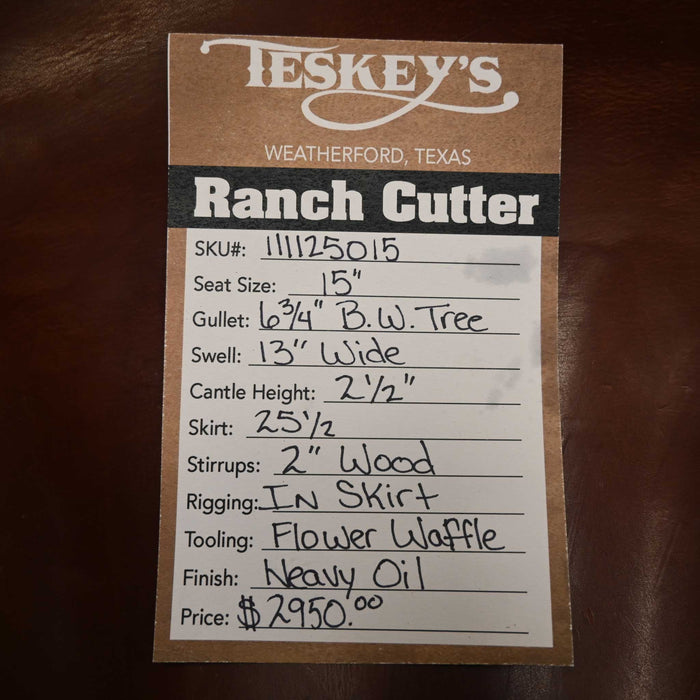 TESKEY'S
WEATHERFORD, TEXAS
Ranch Cutter
SKU#: 111125015
Seat Size: 15"
Gullet: 6 3/4" B.W. Tree
Swell: 13" Wide
Cantle Height: 2 1/2"
Skirt: 25 1/2
Stirrups: 2" Wood
Rigging: In Skirt
Tooling: Flower Waffle
Finish: Heavy Oil
Price: $2950.00